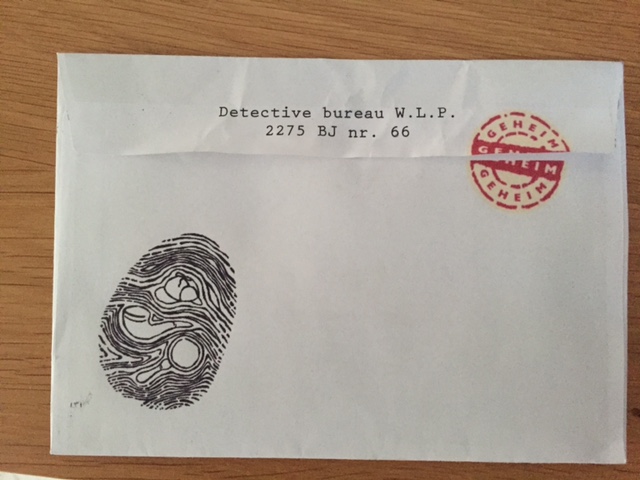 Detective bureau W.L.P.
2275 BJ nr. 66
GEHEIM
GEHEIM
GEHEIM